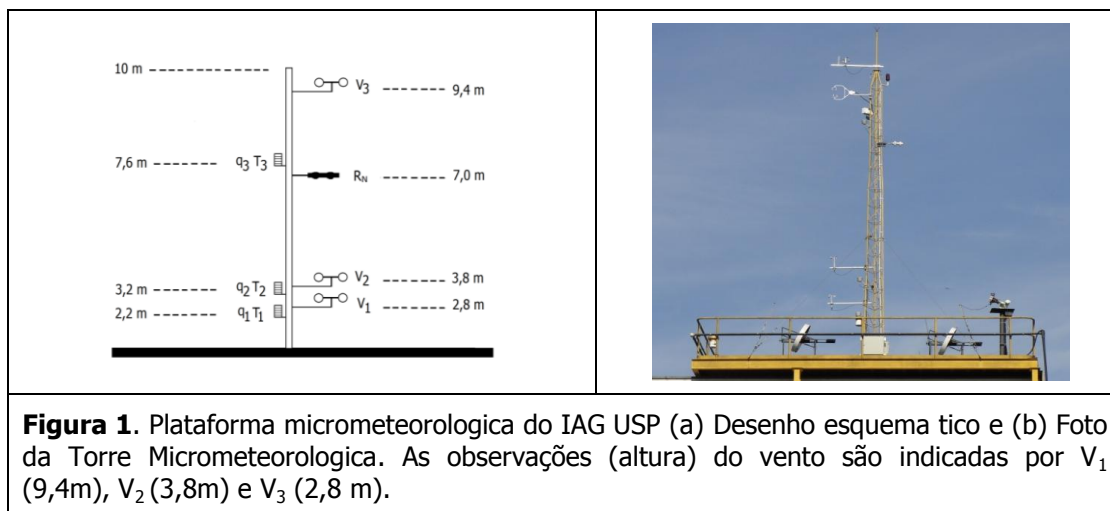 10 m
V3
9,4 m
7,6 m
q3 T3
RN
7,0 m
V2
3,8 m
3,2 m
q2 T2
V1
2,8 m
2,2 m
q1 T1
Figura 1. Plataforma micrometeorologica do IAG USP (a) Desenho esquema tico e (b) Foto
da Torre Micrometeorologica. As observações (altura) do vento são indicadas por V1
(9,4m), V2 (3,8m) e V3 (2,8 m).